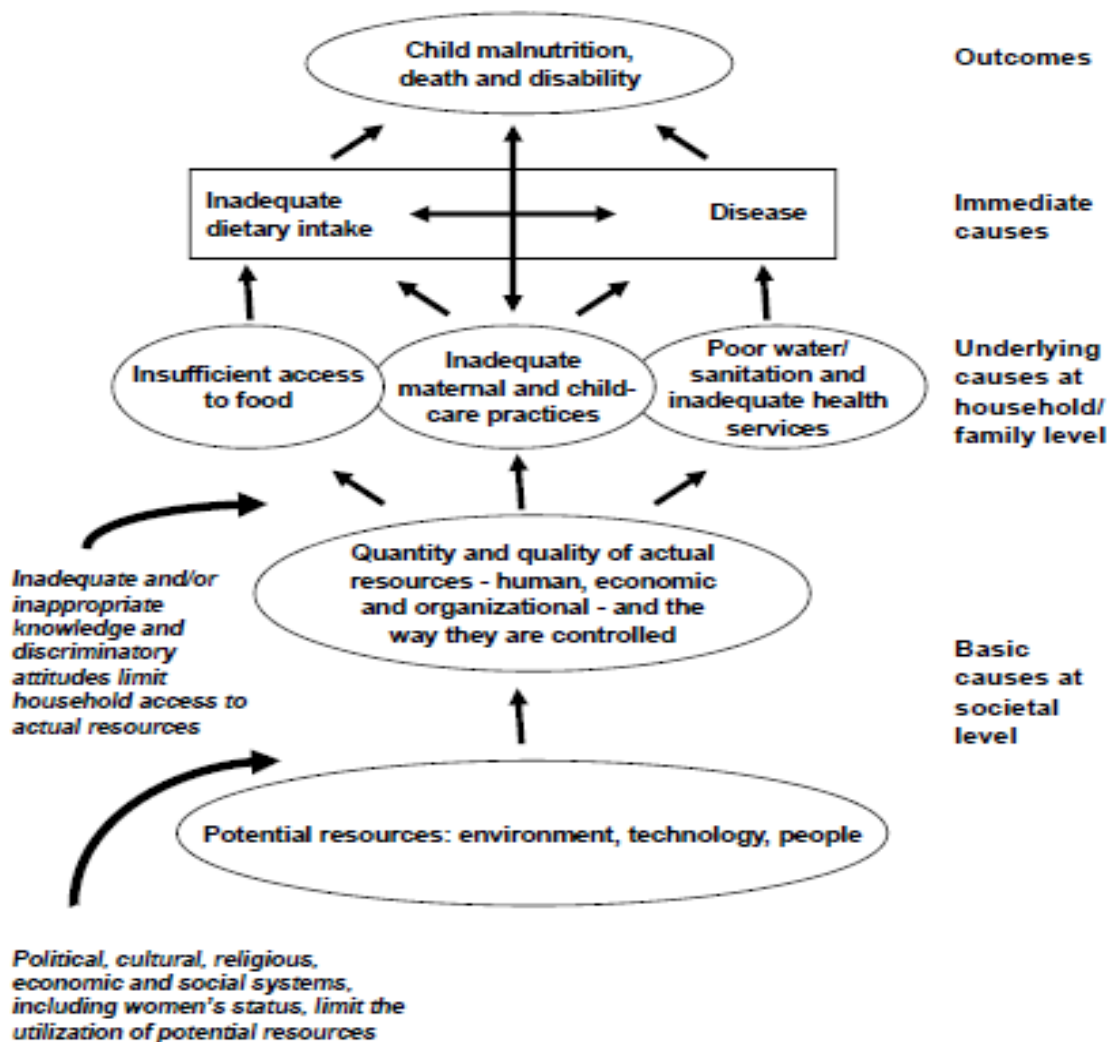 Child malnutrition,
death and disability
Outcomes
Inadequate
dietary intake
Disease
Immediate
causes
Insufficient access
to food
Inadequate
maternal and child-
care practices
Poor water/
sanitation and
inadequate health
services
Underlying
causes at
household/
family level
Quantity and quality of actual
resources - human, economic
and organizational - and the
way they are controlled
Inadequate and/or
inappropriate
knowledge and
discriminatory
attitudes limit
household access to
actual resources
Basic
causes at
societal
level
Potential resources: environment, technology, people
Political, cultural, religious,
economic and social systems,
including women's status, limit the
utilization of potential resources